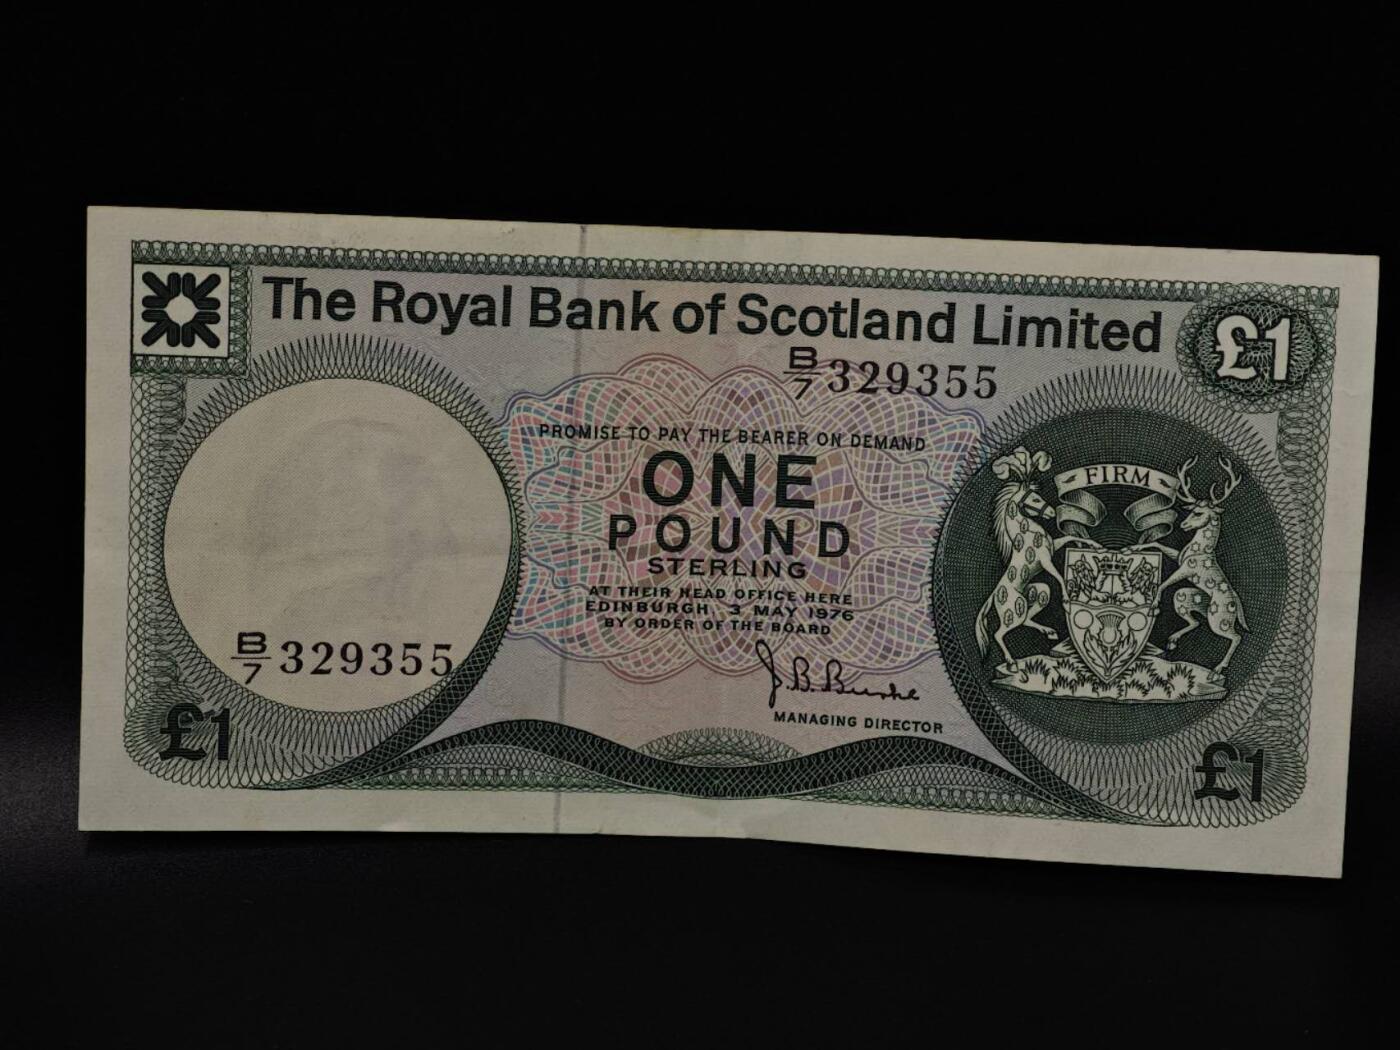 The Royal Bank of Scotland Limited
£1
B/7 329355
PROMISE TO PAY THE BEARER ON DEMAND
ONE
POUND
STERLING
AT THEIR HEAD OFFICE HERE
EDINBURGH, 3 MAY 1976
BY ORDER OF THE BOARD
J. B. Burke
MANAGING DIRECTOR
FIRM
B/7 329355
£1
£1